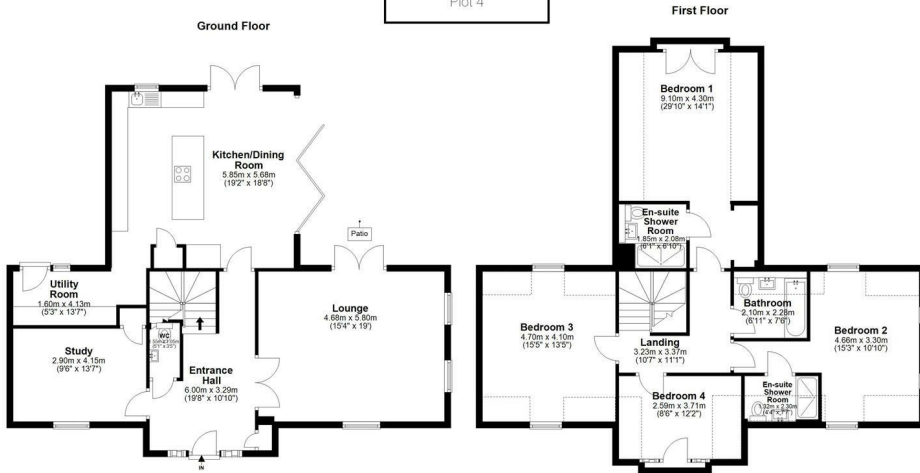 Plot 4
Ground Floor
Kitchen/Dining
Room
5.85m x 5.68m
(19'2" x 18'8")
Patio
Utility
Room
1.60m x 4.13m
(5'3" x 13'7")
Study
2.90m x 4.15m
(9'6" x 13'7")
WC
Entrance
Hall
6.00m x 3.29m
(19'8" x 10'10")
Lounge
4.68m x 5.80m
(15'4" x 19')
IN
First Floor
Bedroom 1
9.10m x 4.30m
(29'10" x 14'1")
En-suite
Shower
Room
1.85m x 2.08m
(6'1" x 6'10")
Bedroom 3
4.70m x 4.10m
(15'5" x 13'5")
Landing
3.23m x 3.37m
(10'7" x 11'1")
Bathroom
2.10m x 2.28m
(6'11" x 7'6")
Bedroom 2
4.66m x 3.30m
(15'3" x 10'10")
Bedroom 4
2.59m x 3.71m
(8'6" x 12'2")
En-suite
Shower
Room